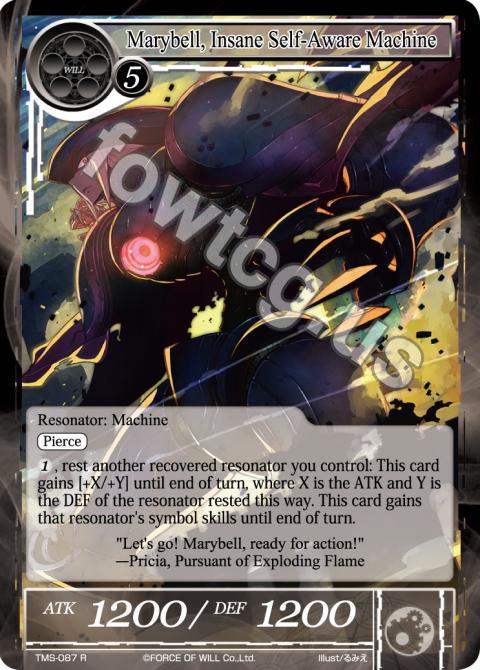 Marybell, Insane Self-Aware Machine
WILL
5
fowtcg.us
Resonator: Machine
Pierce
1 , rest another recovered resonator you control: This card
gains [+X/+Y] until end of turn, where X is the ATK and Y is
the DEF of the resonator rested this way. This card gains
that resonator's symbol skills until end of turn.
"Let's go! Marybell, ready for action!"
—Pricia, Pursuant of Exploding Flame
ATK 1200 / DEF 1200
TMS-087 R ©FORCE OF WILL Co.,Ltd. Illust/るみえ